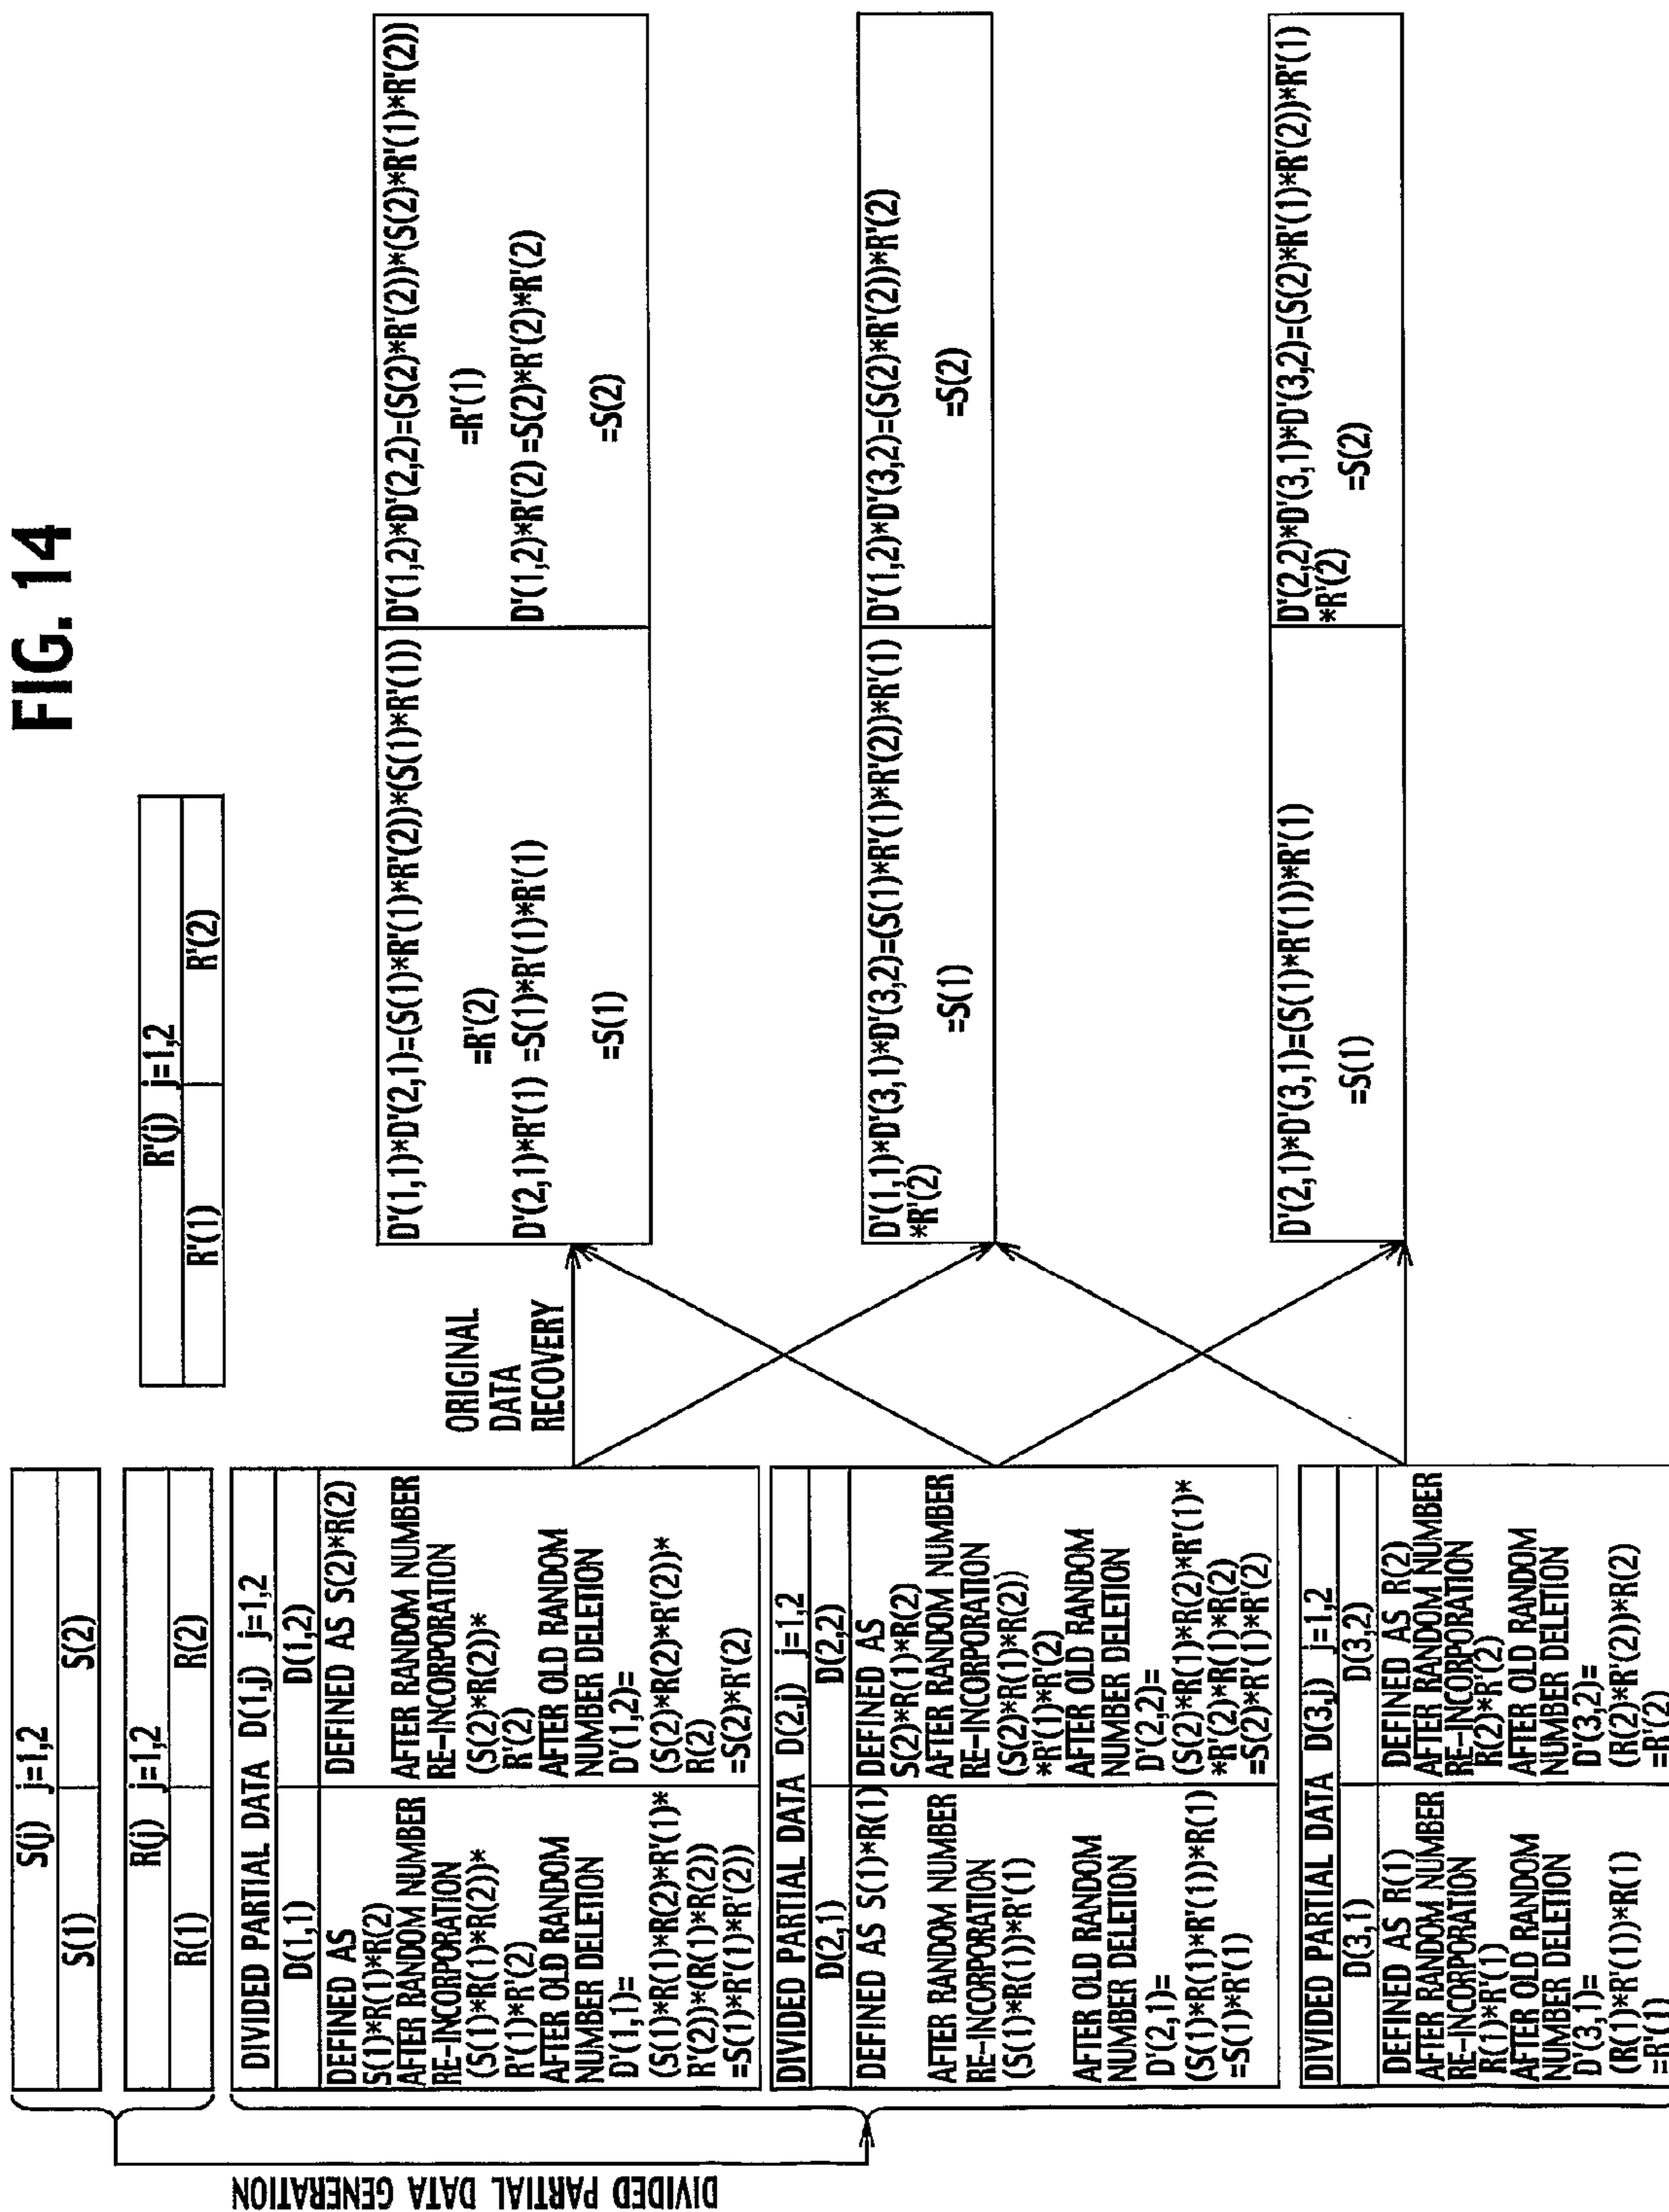 FIG. 14
S(j) j=1,2
S(1) S(2)
R(j) j=1,2
R(1) R(2)
R'(j) j=1,2
R'(1) R'(2)
DIVIDED PARTIAL DATA GENERATION
DIVIDED PARTIAL DATA D(1,j) j=1,2
D(1,1)
DEFINED AS
S(1)*R(1)*R(2)
AFTER RANDOM NUMBER
RE-INCORPORATION
(S(1)*R(1)*R(2))*
R'(1)*R'(2)
AFTER OLD RANDOM
NUMBER DELETION
D'(1,1)=
(S(1)*R(1)*R(2)*R'(1)*
R'(2))*(R(1)*R(2))
=S(1)*R'(1)*R'(2))
D(1,2)
DEFINED AS S(2)*R(2)
AFTER RANDOM NUMBER
RE-INCORPORATION
(S(2)*R(2))*
R'(2)
AFTER OLD RANDOM
NUMBER DELETION
D'(1,2)=
(S(2)*R(2)*R'(2))*
R(2)
=S(2)*R'(2)
DIVIDED PARTIAL DATA D(2,j) j=1,2
D(2,1)
DEFINED AS S(1)*R(1)
AFTER RANDOM NUMBER
RE-INCORPORATION
(S(1)*R(1))*R'(1)
AFTER OLD RANDOM
NUMBER DELETION
D'(2,1)=
(S(1)*R(1)*R'(1))*R(1)
=S(1)*R'(1)
D(2,2)
DEFINED AS
S(2)*R(1)*R(2)
AFTER RANDOM NUMBER
RE-INCORPORATION
(S(2)*R(1)*R(2))
*R'(1)*R'(2)
AFTER OLD RANDOM
NUMBER DELETION
D'(2,2)=
(S(2)*R(1)*R(2)*R'(1)*
*R'(2)*R(1)*R(2)
=S(2)*R'(1)*R'(2)
DIVIDED PARTIAL DATA D(3,j) j=1,2
D(3,1)
DEFINED AS R(1)
AFTER RANDOM NUMBER
RE-INCORPORATION
R(1)*R'(1)
AFTER OLD RANDOM
NUMBER DELETION
D'(3,1)=
(R(1)*R'(1))*R(1)
=R'(1)
D(3,2)
DEFINED AS R(2)
AFTER RANDOM NUMBER
RE-INCORPORATION
R(2)*R'(2)
AFTER OLD RANDOM
NUMBER DELETION
D'(3,2)=
(R(2)*R'(2))*R(2)
=R'(2)
ORIGINAL
DATA
RECOVERY
D'(1,1)*D'(2,1)=(S(1)*R'(1)*R'(2))*(S(1)*R'(1))
=R'(2)
D'(2,1)*R'(1) =S(1)*R'(1)*R'(1)
=S(1)
D'(1,2)*D'(2,2)=(S(2)*R'(2))*(S(2)*R'(1)*R'(2))
=R'(1)
D'(1,2)*R'(2) =S(2)*R'(2)*R'(2)
=S(2)
D'(1,1)*D'(3,1)*D'(3,2)=(S(1)*R'(1)*R'(2))*R'(1)
*R'(2)
=S(1)
D'(1,2)*D'(3,2)=(S(2)*R'(2))*R'(2)
=S(2)
D'(2,1)*D'(3,1)=(S(1)*R'(1))*R'(1)
=S(1)
D'(2,2)*D'(3,1)*D'(3,2)=(S(2)*R'(1)*R'(2))*R'(1)
*R'(2)
=S(2)